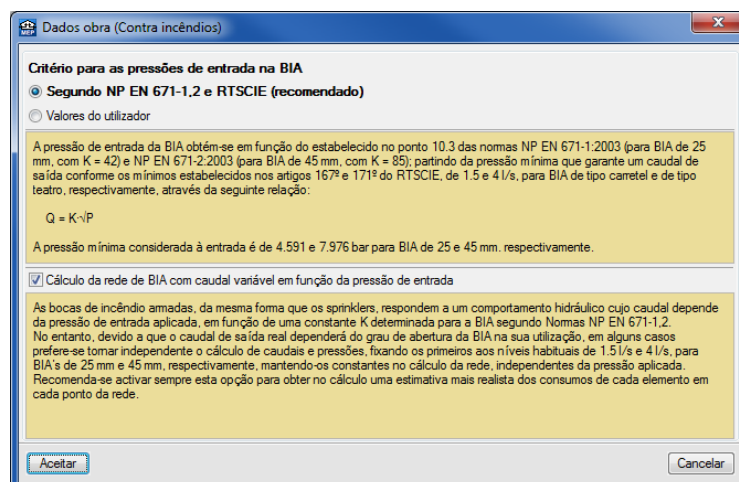 MEP
Dados obra (Contra incêndios)
Critério para as pressões de entrada na BIA
Segundo NP EN 671-1,2 e RTSCIE (recomendado)
Valores do utilizador
A pressão de entrada da BIA obtém-se em função do estabelecido no ponto 10.3 das normas NP EN 671-1:2003 (para BIA de 25
mm, com K = 42) e NP EN 671-2:2003 (para BIA de 45 mm, com K = 85); partindo da pressão mínima que garante um caudal de
saída conforme os mínimos estabelecidos nos artigos 167º e 171º do RTSCIE, de 1.5 e 4 l/s, para BIA de tipo carretel e de tipo
teatro, respectivamente, através da seguinte relação:
Q = K·√P
A pressão mínima considerada à entrada é de 4.591 e 7.976 bar para BIA de 25 e 45 mm. respectivamente.
Cálculo da rede de BIA com caudal variável em função da pressão de entrada
As bocas de incêndio armadas, da mesma forma que os sprinklers, respondem a um comportamento hidráulico cujo caudal depende
da pressão de entrada aplicada, em função de uma constante K determinada para a BIA segundo Normas NP EN 671-1,2.
No entanto, devido a que o caudal de saída real dependerá do grau de abertura da BIA na sua utilização, em alguns casos
prefere-se tornar independente o cálculo de caudais e pressões, fixando os primeiros aos níveis habituais de 1.5 l/s e 4 l/s, para
BIA's de 25 mm e 45 mm, respectivamente, mantendo-os constantes no cálculo da rede, independentes da pressão aplicada.
Recomenda-se activar sempre esta opção para obter no cálculo uma estimativa mais realista dos consumos de cada elemento em
cada ponto da rede.
Aceitar
Cancelar